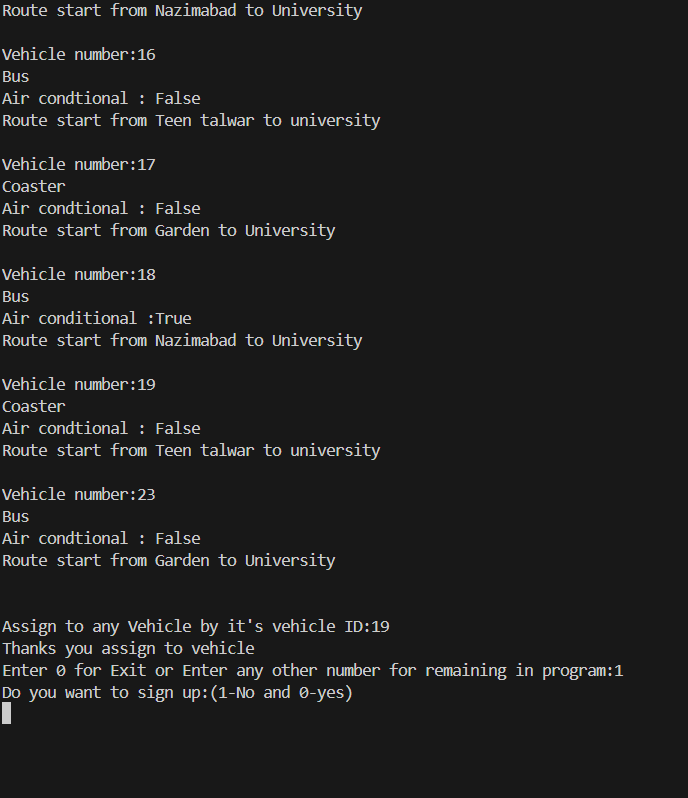 Route start from Nazimabad to University
Vehicle number:16
Bus
Air condtional : False
Route start from Teen talwar to university
Vehicle number:17
Coaster
Air condtional : False
Route start from Garden to University
Vehicle number:18
Bus
Air conditional :True
Route start from Nazimabad to University
Vehicle number:19
Coaster
Air condtional : False
Route start from Teen talwar to university
Vehicle number:23
Bus
Air condtional : False
Route start from Garden to University
Assign to any Vehicle by it's vehicle ID:19
Thanks you assign to vehicle
Enter 0 for Exit or Enter any other number for remaining in program:1
Do you want to sign up:(1-No and 0-yes)